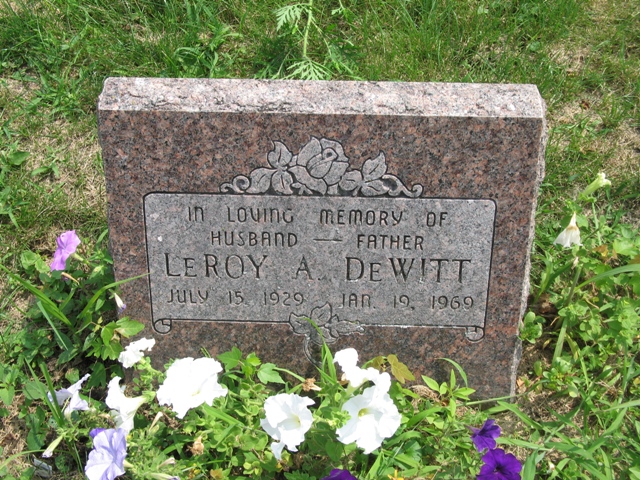 IN LOVING MEMORY OF
HUSBAND — FATHER
LeROY A. DeWITT
JULY 15, 1929 JAN. 19, 1969